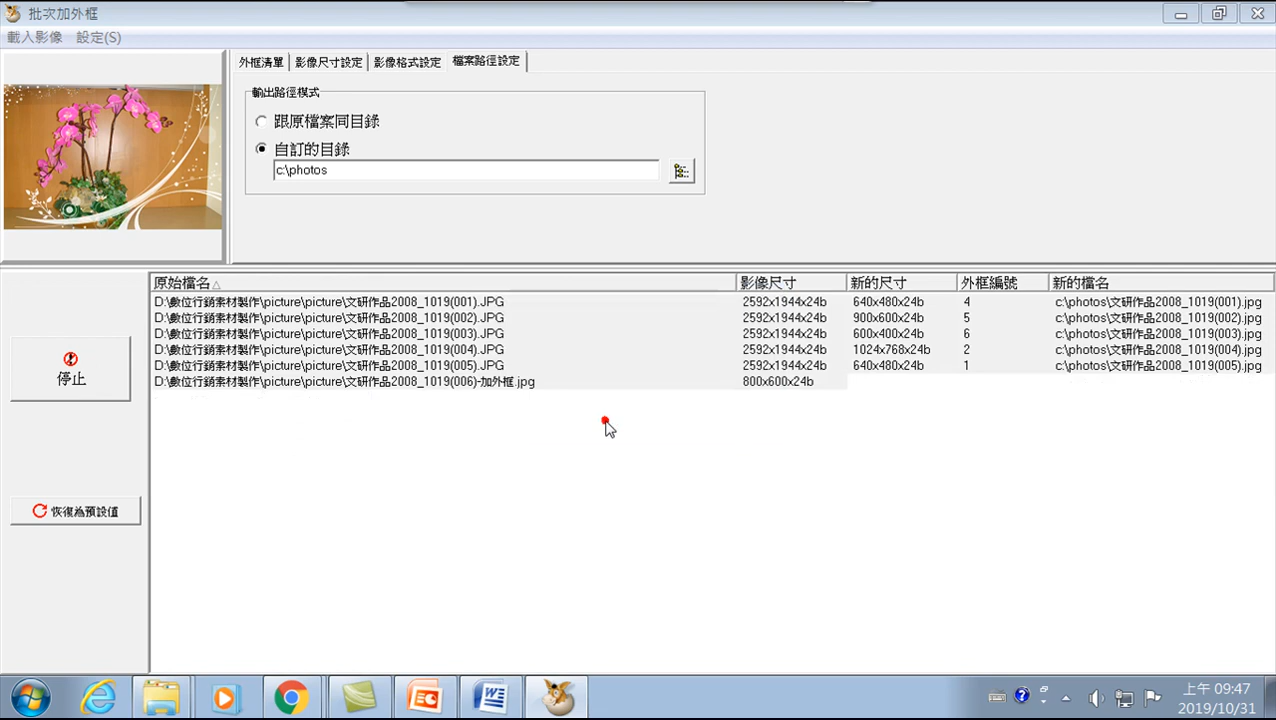 批次加外框
載入影像 設定(S)
外框清單 影像尺寸設定 影像格式設定 檔案路徑設定
輸出路徑模式
跟原檔案同目錄
自訂的目錄
c:\photos
原始檔名 影像尺寸 新的尺寸 外框編號 新的檔名
D:\數位行銷素材製作\picture\picture\文研作品2008_1019(001).JPG 2592x1944x24b 640x480x24b 4 c:\photos\文研作品2008_1019(001).jpg
D:\數位行銷素材製作\picture\picture\文研作品2008_1019(002).JPG 2592x1944x24b 900x600x24b 5 c:\photos\文研作品2008_1019(002).jpg
D:\數位行銷素材製作\picture\picture\文研作品2008_1019(003).JPG 2592x1944x24b 600x400x24b 6 c:\photos\文研作品2008_1019(003).jpg
D:\數位行銷素材製作\picture\picture\文研作品2008_1019(004).JPG 2592x1944x24b 1024x768x24b 2 c:\photos\文研作品2008_1019(004).jpg
D:\數位行銷素材製作\picture\picture\文研作品2008_1019(005).JPG 2592x1944x24b 640x480x24b 1 c:\photos\文研作品2008_1019(005).jpg
D:\數位行銷素材製作\picture\picture\文研作品2008_1019(006)-加外框.jpg 800x600x24b
停止
恢復為預設值
上午 09:47
2019/10/31